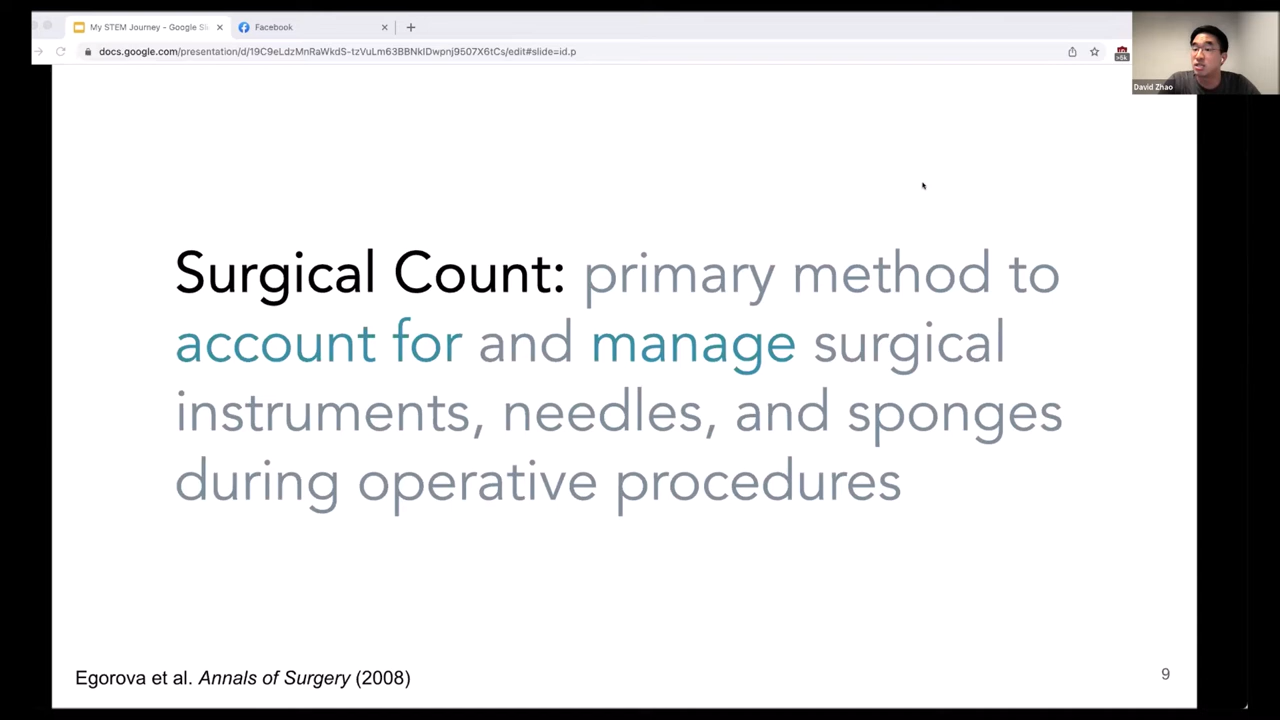 My STEM Journey - Google Sli
Facebook
docs.google.com/presentation/d/19C9eLdzMnRaWkdS-tzVuLm63BBNkIDwpnj9507X6tCs/edit#slide=id.p
David Zhao
Surgical Count: primary method to
account for and manage surgical
instruments, needles, and sponges
during operative procedures
Egorova et al. Annals of Surgery (2008)
9